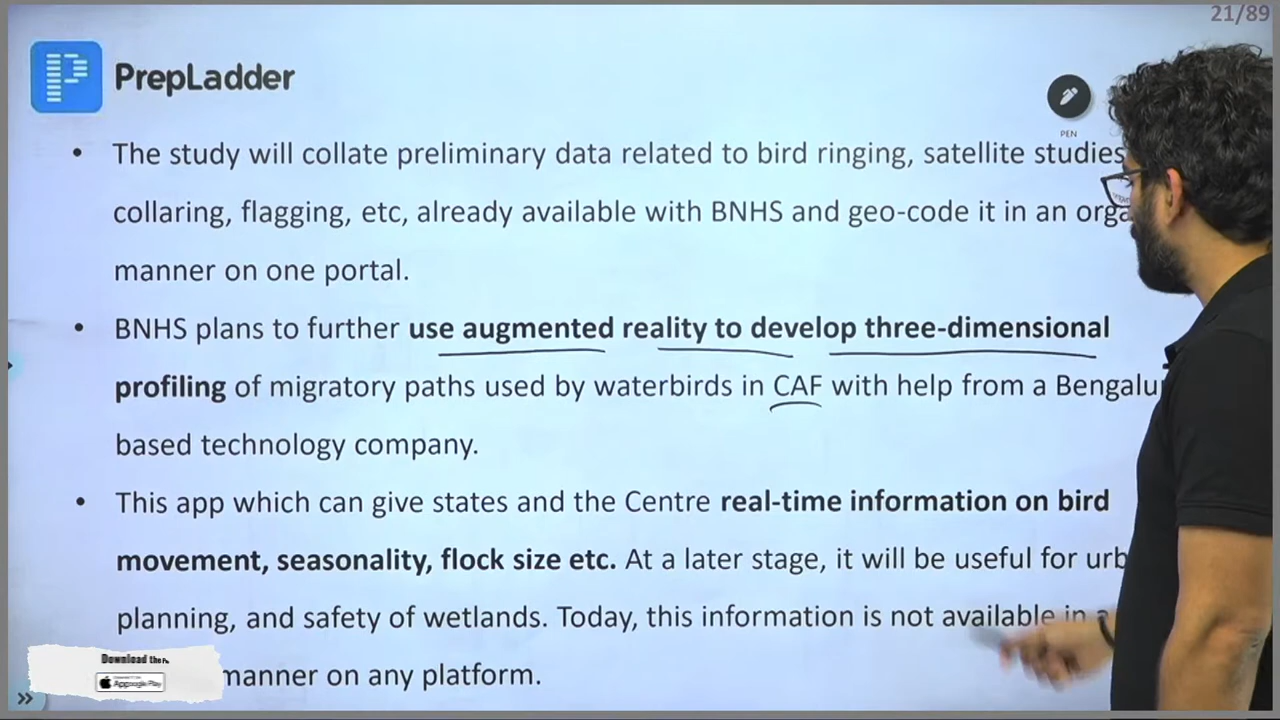 21/89
PrepLadder
PEN
• The study will collate preliminary data related to bird ringing, satellite studies
collaring, flagging, etc, already available with BNHS and geo-code it in an
manner on one portal.
• BNHS plans to further use augmented reality to develop three-dimensional
profiling of migratory paths used by waterbirds in CAF with help from a
based technology company.
• This app which can give states and the Centre real-time information on bird
movement, seasonality, flock size etc. At a later stage, it will be useful for
planning, and safety of wetlands. Today, this information is not available in
manner on any platform.
Download the